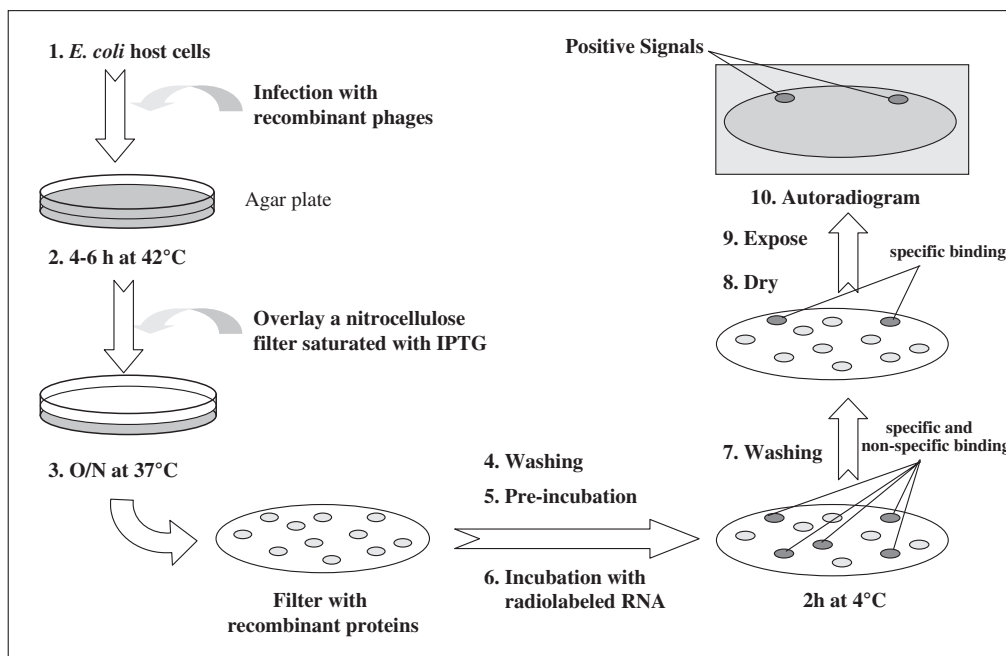 1. E. coli host cells
Infection with
recombinant phages
Agar plate
2. 4-6 h at 42°C
Overlay a nitrocellulose
filter saturated with IPTG
3. O/N at 37°C
Filter with
recombinant proteins
4. Washing
5. Pre-incubation
6. Incubation with
radiolabeled RNA
2h at 4°C
7. Washing
specific and
non-specific binding
8. Dry
9. Expose
specific binding
10. Autoradiogram
Positive Signals